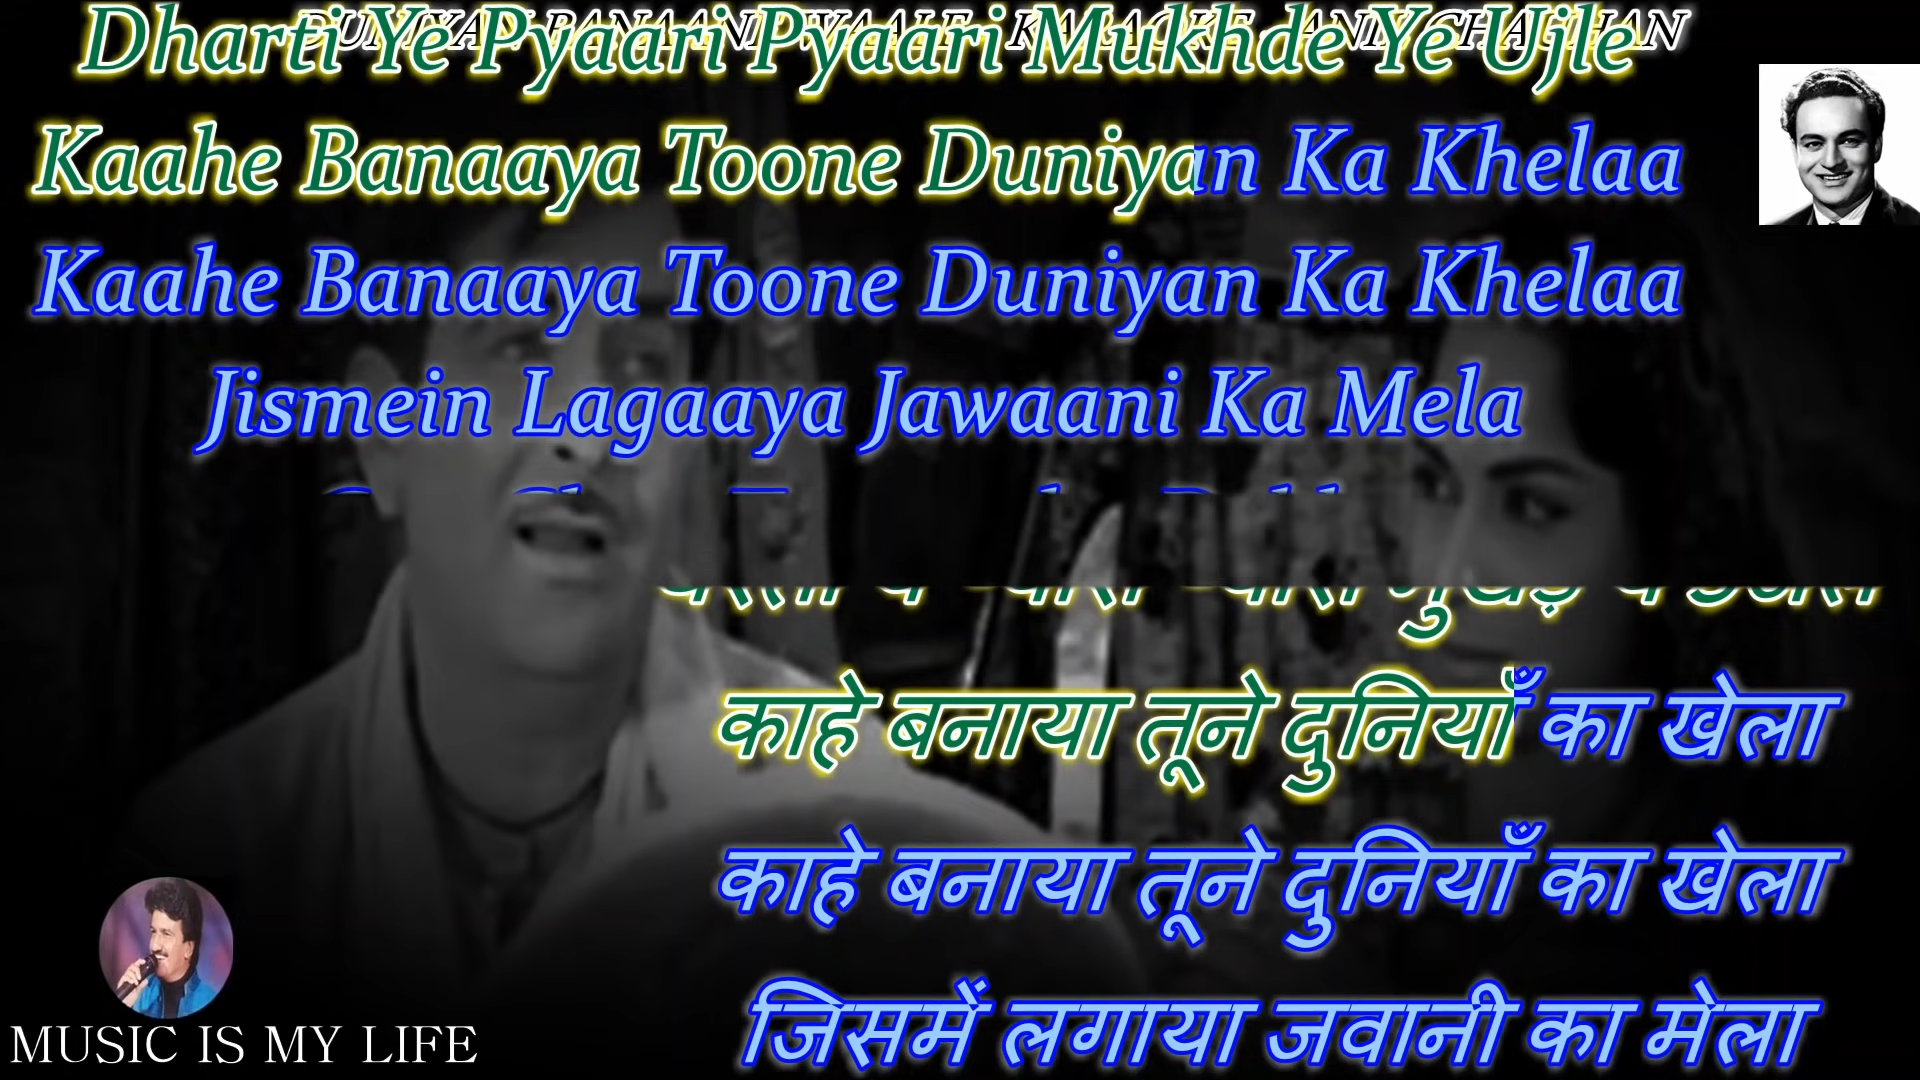 Dharti Ye Pyaari Pyaari Mukhde Ye Ujle
Kaahe Banaaya Toone Duniyan Ka Khelaa
Kaahe Banaaya Toone Duniyan Ka Khelaa
Jismein Lagaaya Jawaani Ka Mela
काहे बनाया तूने दुनियाँ का खेला
काहे बनाया तूने दुनियाँ का खेला
जिसमें लगाया जवानी का मेला
MUSIC IS MY LIFE